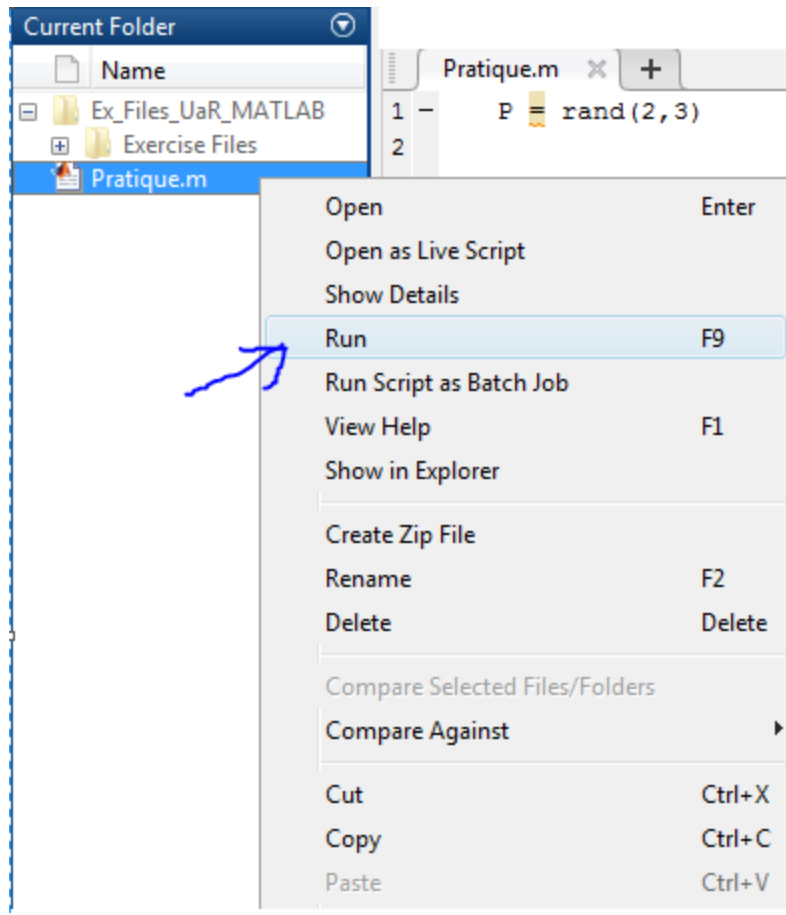 Current Folder
Name
Ex_Files_UaR_MATLAB
Exercise Files
Pratique.m
Pratique.m
1 P = rand(2,3)
2
Open Enter
Open as Live Script
Show Details
Run F9
Run Script as Batch Job
View Help F1
Show in Explorer
Create Zip File
Rename F2
Delete Delete
Compare Selected Files/Folders
Compare Against
Cut Ctrl+X
Copy Ctrl+C
Paste Ctrl+V